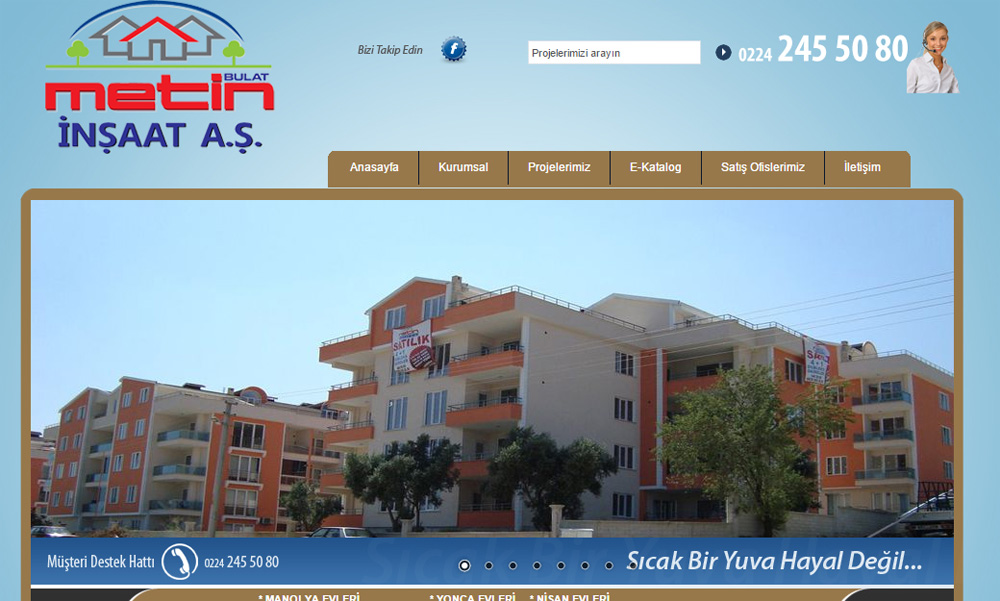 BULAT
metin
İNŞAAT A.Ş.
Bizi Takip Edin
f
Projelerimizi arayın
0224 245 50 80
Anasayfa
Kurumsal
Projelerimiz
E-Katalog
Satış Ofislerimiz
İletişim
SATILIK
Müşteri Destek Hattı
0224 245 50 80
Sıcak Bir Yuva Hayal Değil...
* MANOLYA EVLERİ
* YONCA EVLERİ
* NİSAN EVLERİ